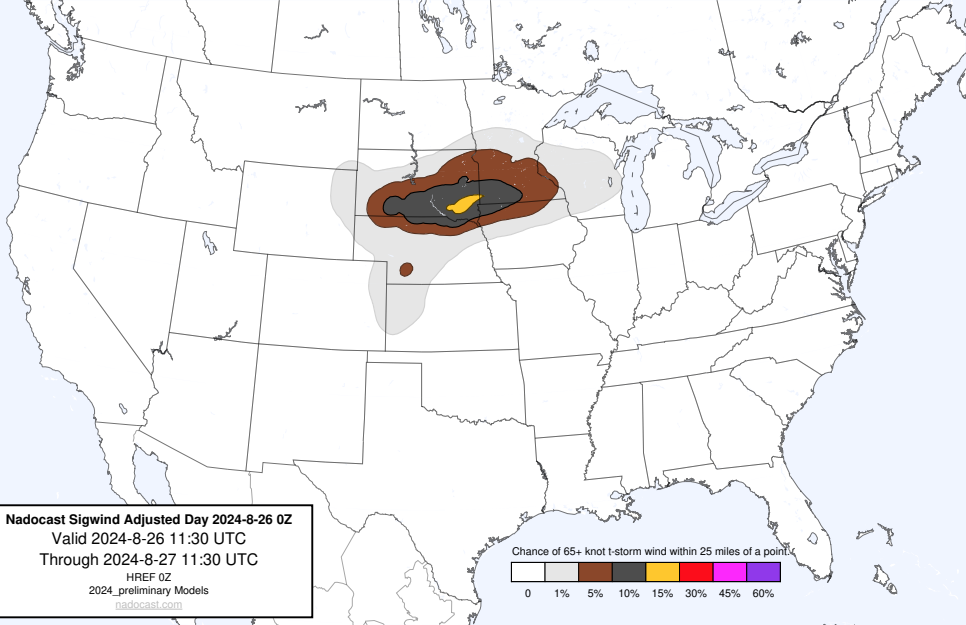 Nadocast Sigwind Adjusted Day 2024-8-26 0Z
Valid 2024-8-26 11:30 UTC
Through 2024-8-27 11:30 UTC
HREF 0Z
2024_preliminary Models
nadocast.com
Chance of 65+ knot t-storm wind within 25 miles of a point.
0 1% 5% 10% 15% 30% 45% 60%